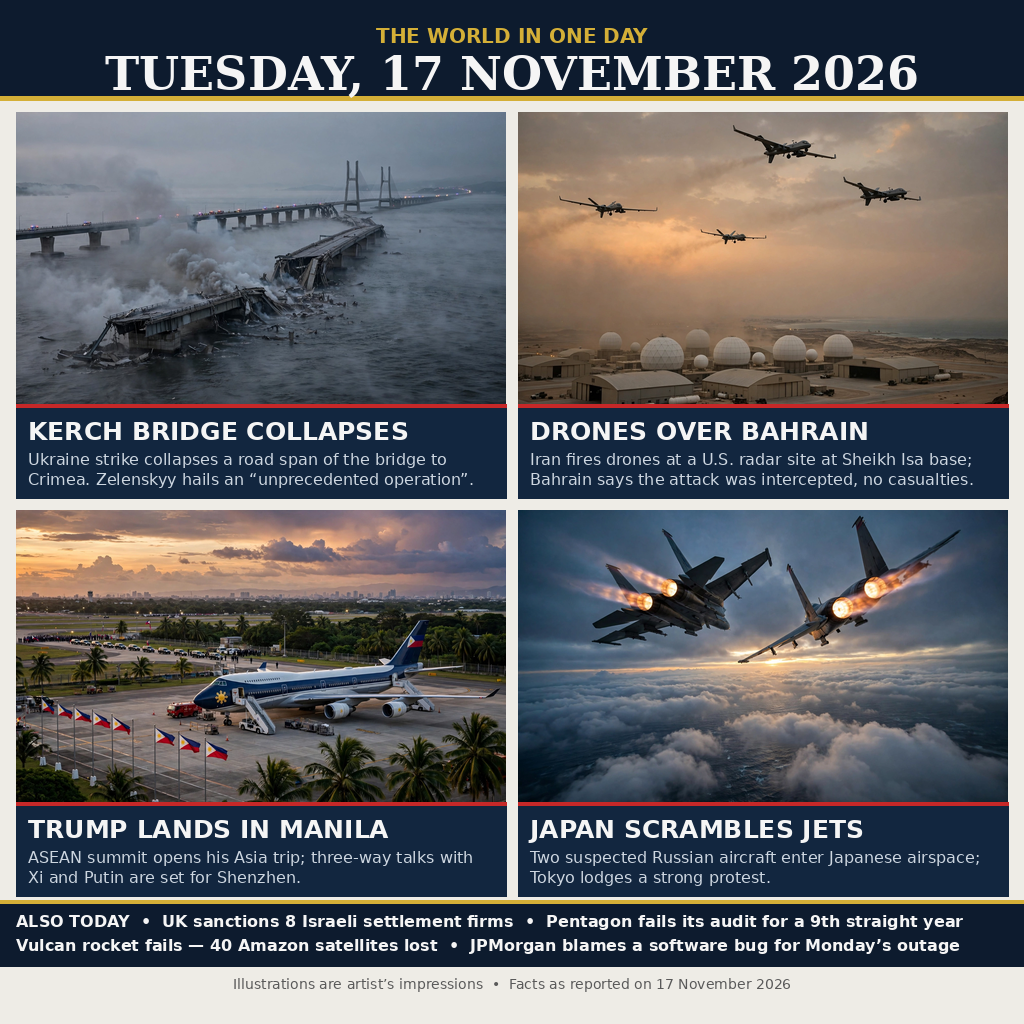 THE WORLD IN ONE DAY
TUESDAY, 17 NOVEMBER 2026
KERCH BRIDGE COLLAPSES
Ukraine strike collapses a road span of the bridge to
Crimea. Zelenskyy hails an “unprecedented operation”.
DRONES OVER BAHRAIN
Iran fires drones at a U.S. radar site at Sheikh Isa base;
Bahrain says the attack was intercepted, no casualties.
TRUMP LANDS IN MANILA
ASEAN summit opens his Asia trip; three-way talks with
Xi and Putin are set for Shenzhen.
JAPAN SCRAMBLES JETS
Two suspected Russian aircraft enter Japanese airspace;
Tokyo lodges a strong protest.
ALSO TODAY • UK sanctions 8 Israeli settlement firms • Pentagon fails its audit for a 9th straight year
Vulcan rocket fails — 40 Amazon satellites lost • JPMorgan blames a software bug for Monday’s outage
Illustrations are artist’s impressions • Facts as reported on 17 November 2026